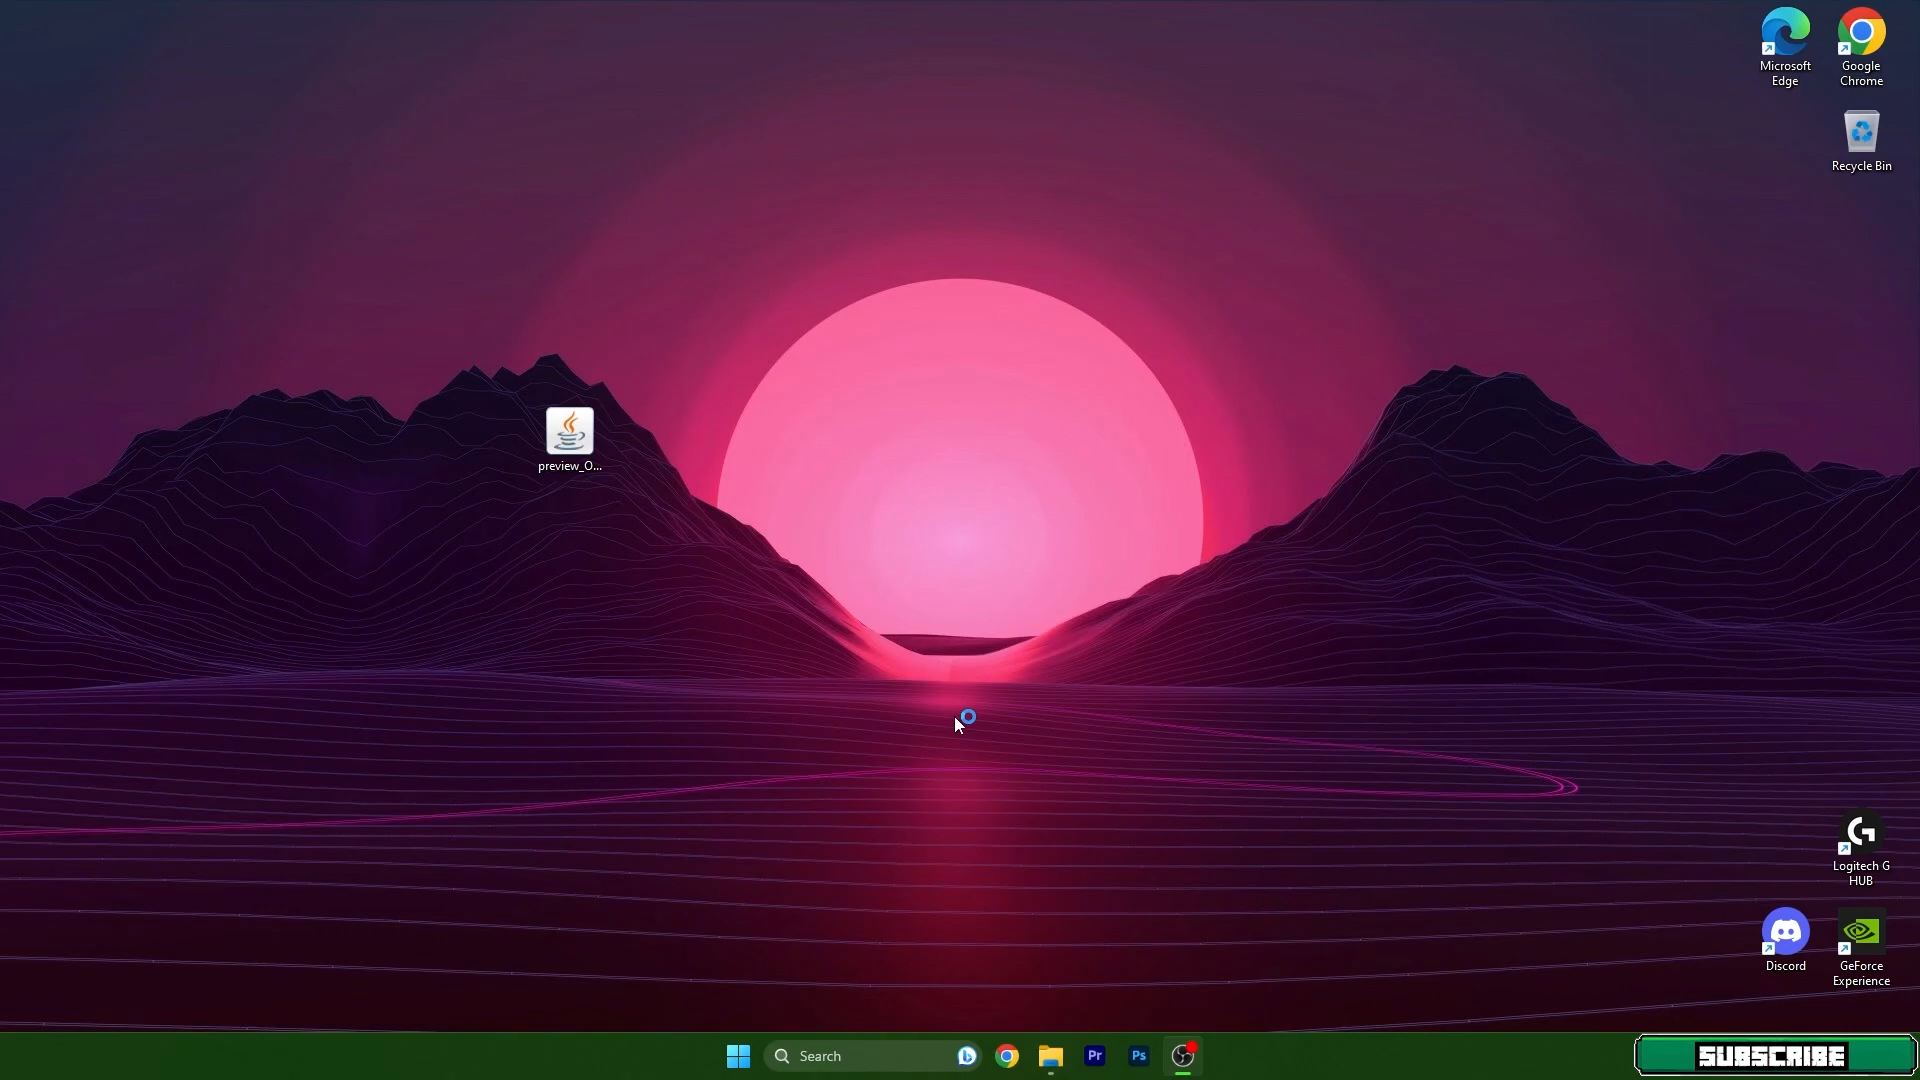 Microsoft
Edge
Google
Chrome
Recycle Bin
preview_O...
Logitech G
HUB
Discord
GeForce
Experience
Search
Pr
Ps
SUBSCRIBE